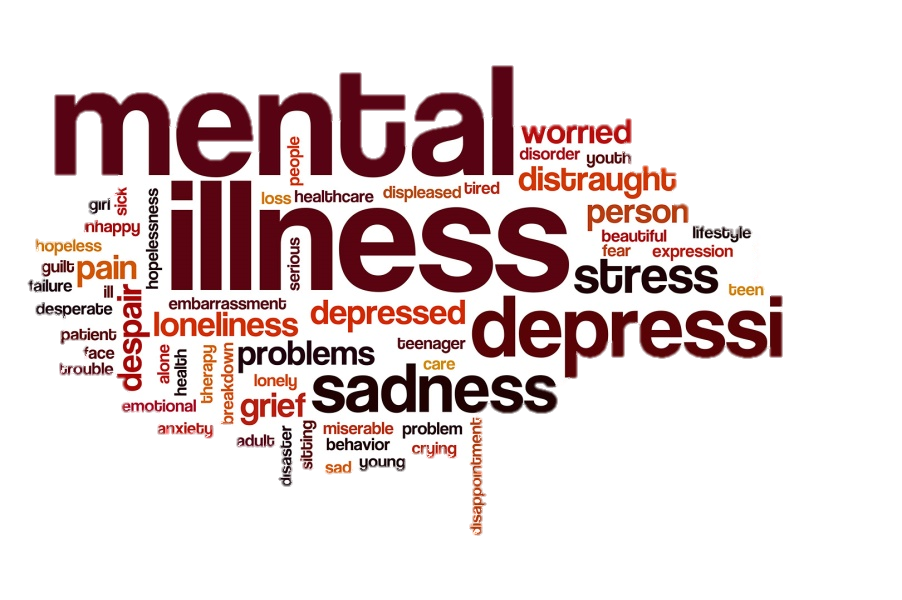 mental
illness
worried
disorder
youth
distraught
people
loss
healthcare
displeased
tired
person
girl
sick
nhappy
hopelessness
serious
beautiful
lifestyle
fear
expression
hopeless
guilt
pain
failure
ill
desperate
stress
teen
despair
embarrassment
loneliness
depressed
depressi
patient
face
trouble
alone
health
therapy
breakdown
problems
teenager
care
lonely
sadness
emotional
grief
anxiety
adult
disaster
sitting
miserable
problem
behavior
crying
sad
young
disappointment